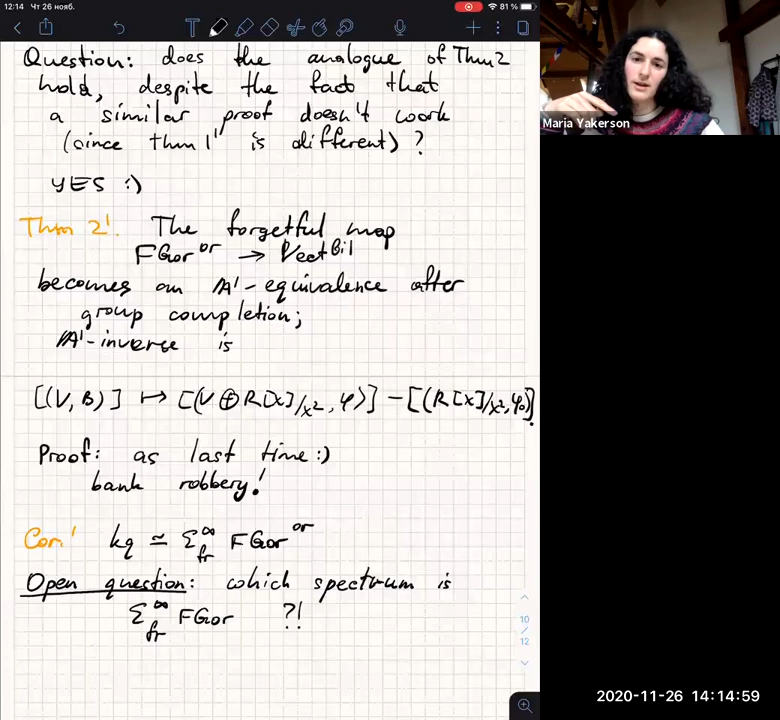 12:14 Чт 26 нояб.
81 %
Question: does the analogue of Thm 2
hold, despite the fact that
a similar proof doesn't work
(since thm 1' is different) ?
YES :)
Thm 2'. The forgetful map
FGor^or → Vect^Bil
becomes an A¹-equivalence after
group completion;
A¹-inverse is
[(V, B)] ↦ [(V ⊕ R[x]/x², φ)] - [(R[x]/x², φ₀)].
Proof: as last time :)
bank robbery!
Cor.' kq ≃ Σ^∞_fr FGor^or
Open question: which spectrum is
Σ^∞_fr FGor ?!
Maria Yakerson
10
/
12
2020-11-26 14:14:59